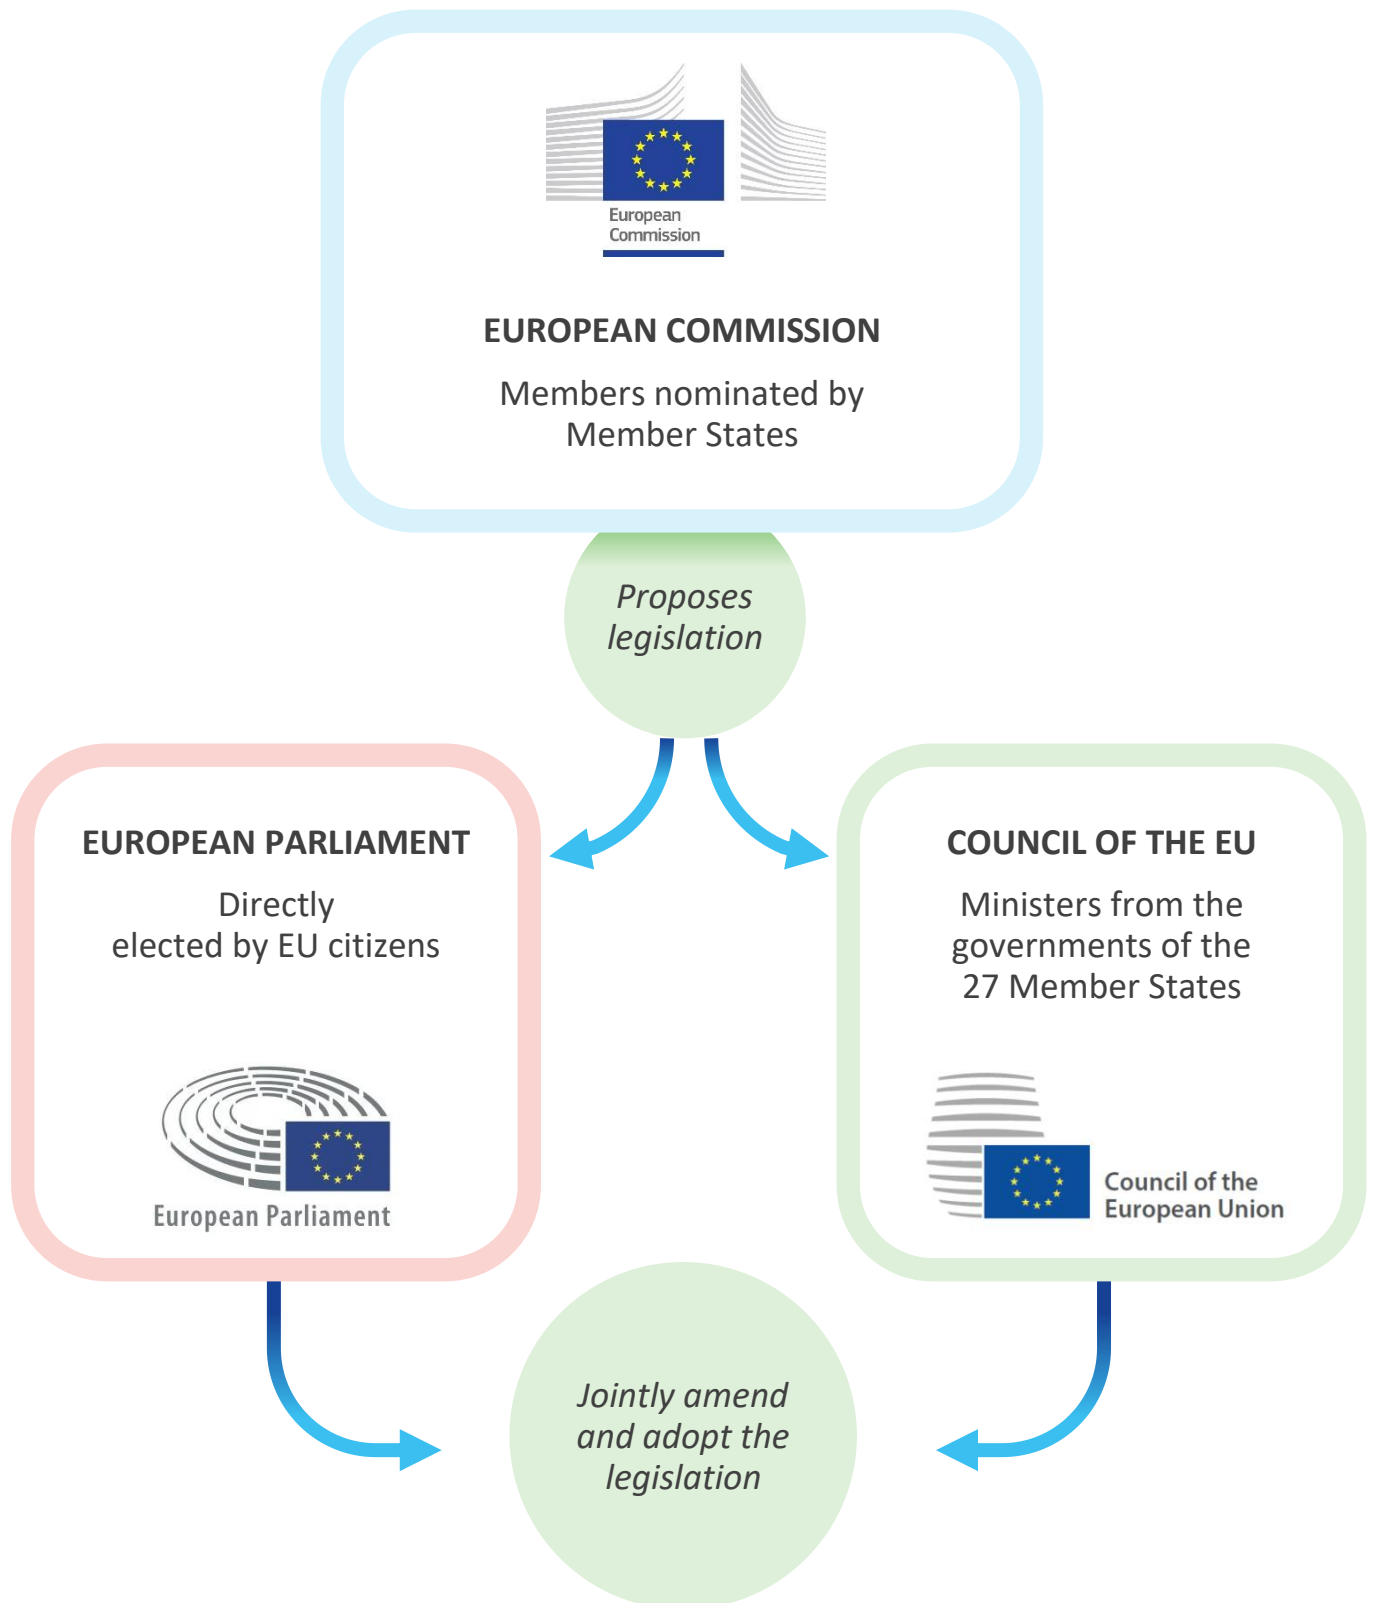 European
Commission
EUROPEAN COMMISSION
Members nominated by
Member States
Proposes
legislation
EUROPEAN PARLIAMENT
Directly
elected by EU citizens
European Parliament
COUNCIL OF THE EU
Ministers from the
governments of the
27 Member States
Council of the
European Union
Jointly amend
and adopt the
legislation